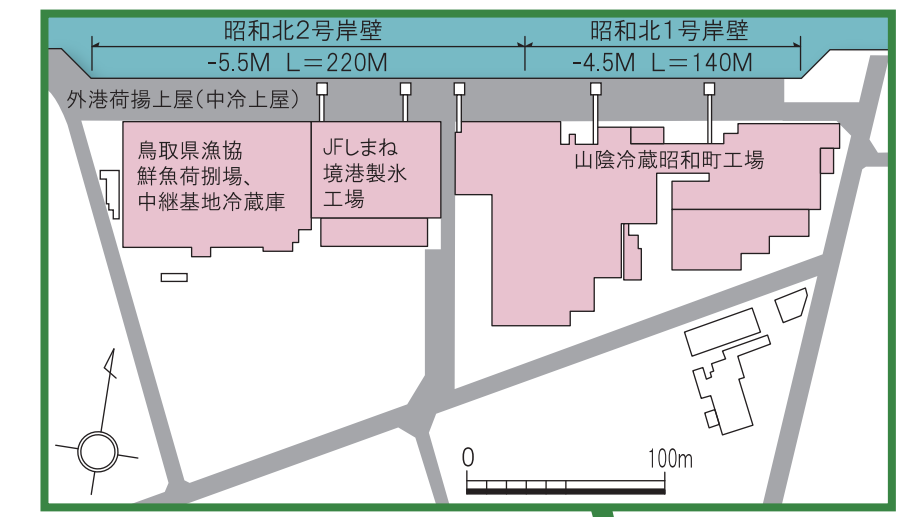 昭和北2号岸壁
昭和北1号岸壁
-5.5M L=220M
-4.5M L=140M
外港荷揚上屋(中冷上屋)
鳥取県漁協
鮮魚荷捌場、
中継基地冷蔵庫
JFしまね
境港製氷
工場
山陰冷蔵昭和町工場
0
100m